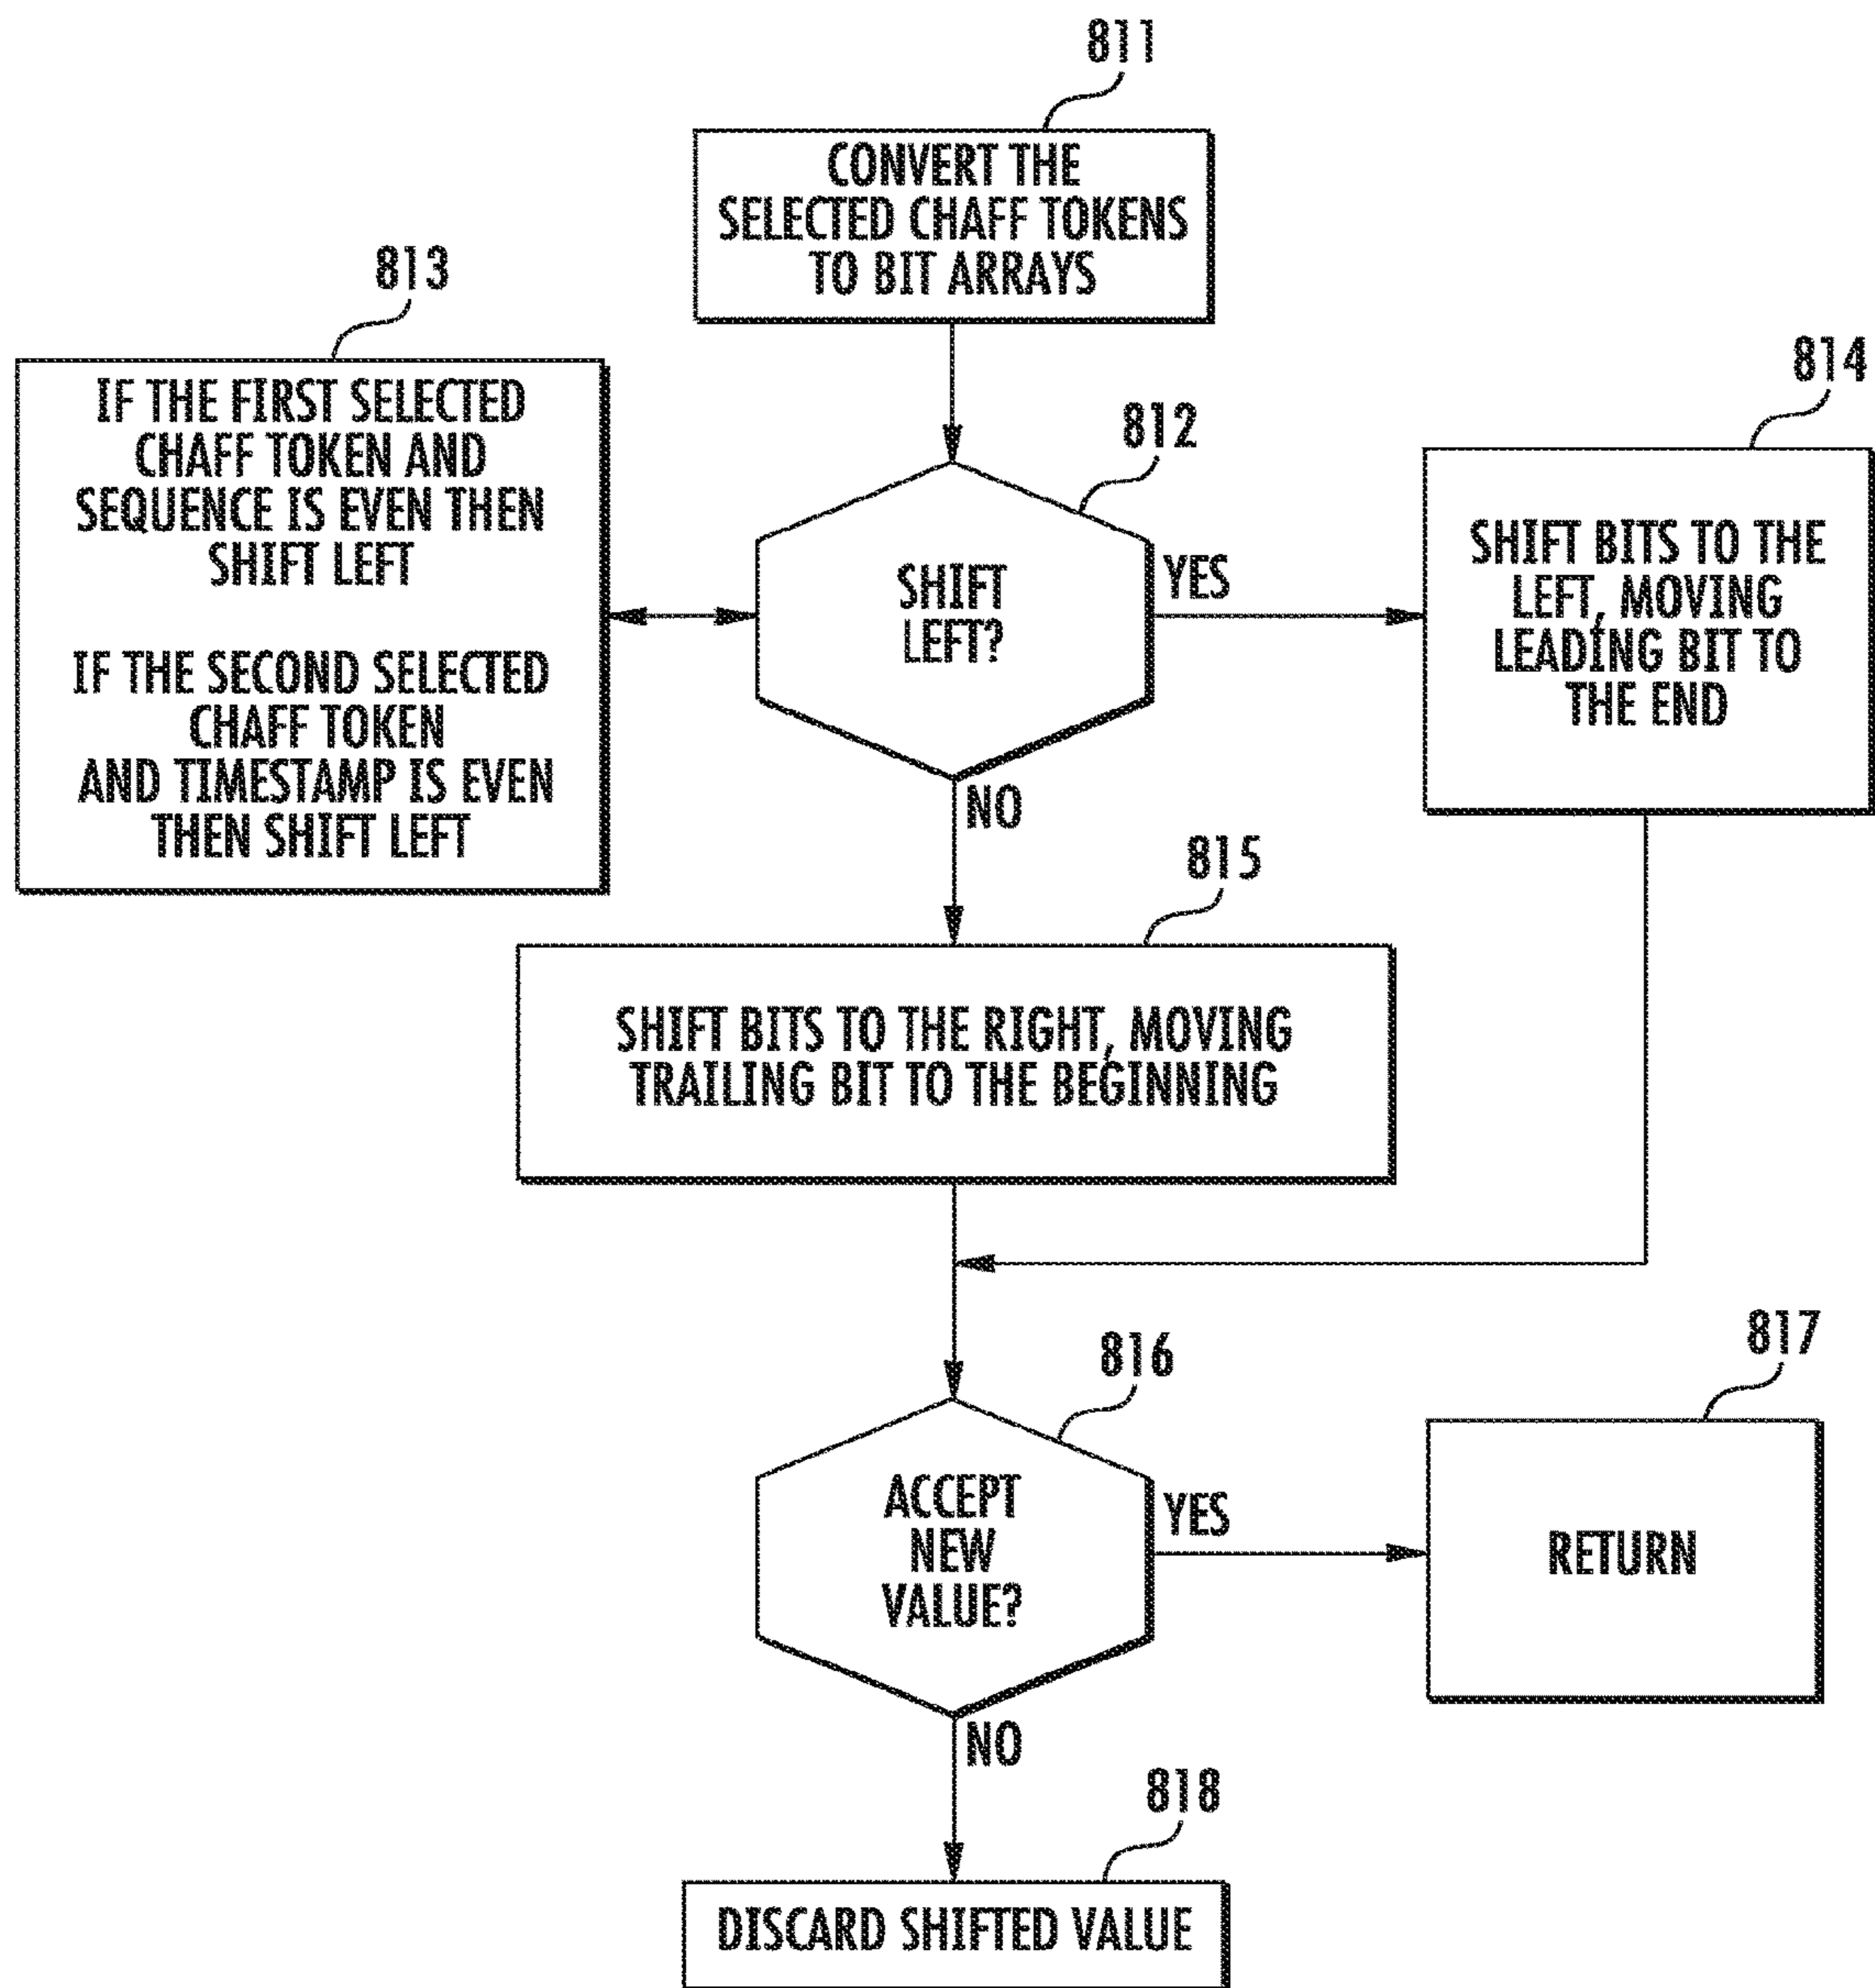 811
CONVERT THE
SELECTED CHAFF TOKENS
TO BIT ARRAYS
813
IF THE FIRST SELECTED
CHAFF TOKEN AND
SEQUENCE IS EVEN THEN
SHIFT LEFT
IF THE SECOND SELECTED
CHAFF TOKEN
AND TIMESTAMP IS EVEN
THEN SHIFT LEFT
812
SHIFT
LEFT?
YES
NO
814
SHIFT BITS TO THE
LEFT, MOVING
LEADING BIT TO
THE END
815
SHIFT BITS TO THE RIGHT, MOVING
TRAILING BIT TO THE BEGINNING
816
ACCEPT
NEW
VALUE?
YES
NO
817
RETURN
818
DISCARD SHIFTED VALUE